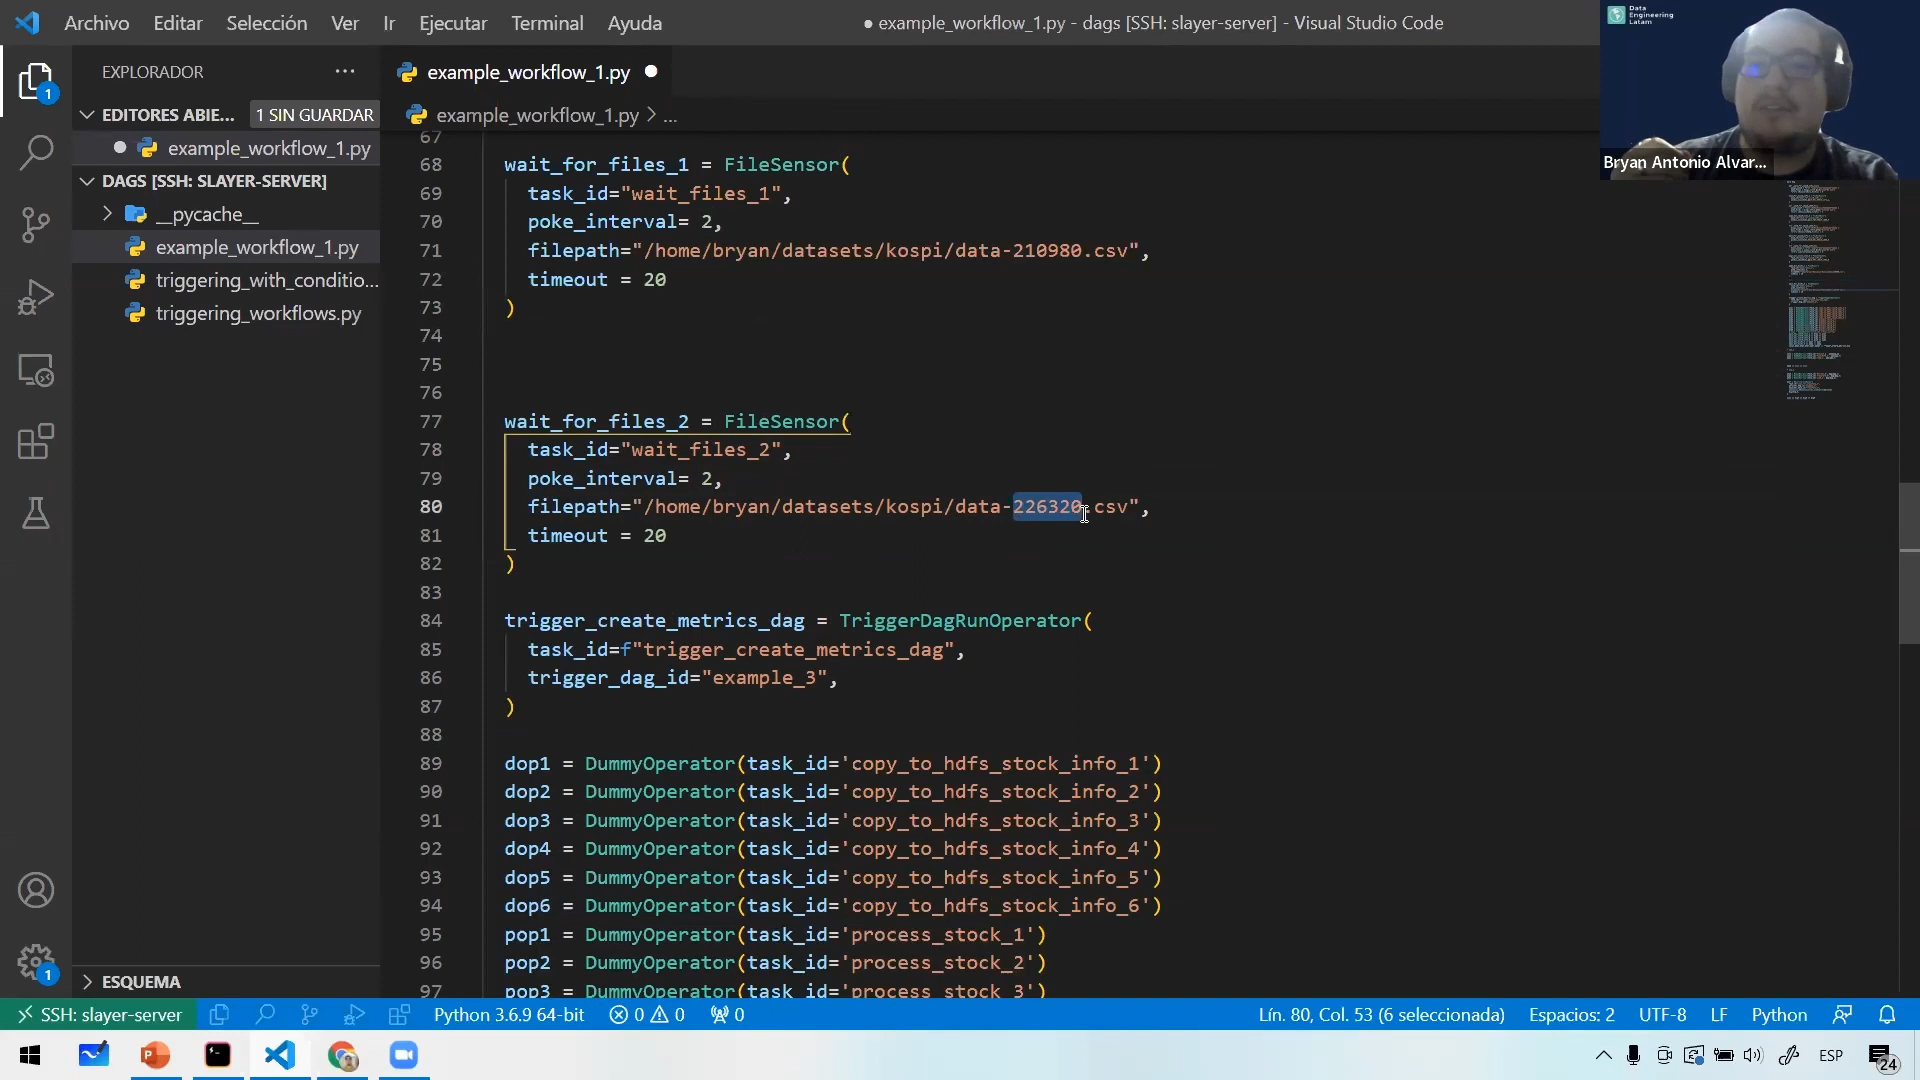 Archivo Editar Selección Ver Ir Ejecutar Terminal Ayuda
● example_workflow_1.py - dags [SSH: slayer-server] - Visual Studio Code
Data Engineering Latam
Bryan Antonio Alvar...
EXPLORADOR ...
EDITORES ABIE... 1 SIN GUARDAR
example_workflow_1.py
DAGS [SSH: SLAYER-SERVER]
__pycache__
example_workflow_1.py
triggering_with_conditio...
triggering_workflows.py
ESQUEMA
1
1
example_workflow_1.py ●
example_workflow_1.py > ...
67
68 wait_for_files_1 = FileSensor(
69 task_id="wait_files_1",
70 poke_interval= 2,
71 filepath="/home/bryan/datasets/kospi/data-210980.csv",
72 timeout = 20
73 )
74
75
76
77 wait_for_files_2 = FileSensor(
78 task_id="wait_files_2",
79 poke_interval= 2,
80 filepath="/home/bryan/datasets/kospi/data-226320.csv",
81 timeout = 20
82 )
83
84 trigger_create_metrics_dag = TriggerDagRunOperator(
85 task_id=f"trigger_create_metrics_dag",
86 trigger_dag_id="example_3",
87 )
88
89 dop1 = DummyOperator(task_id='copy_to_hdfs_stock_info_1')
90 dop2 = DummyOperator(task_id='copy_to_hdfs_stock_info_2')
91 dop3 = DummyOperator(task_id='copy_to_hdfs_stock_info_3')
92 dop4 = DummyOperator(task_id='copy_to_hdfs_stock_info_4')
93 dop5 = DummyOperator(task_id='copy_to_hdfs_stock_info_5')
94 dop6 = DummyOperator(task_id='copy_to_hdfs_stock_info_6')
95 pop1 = DummyOperator(task_id='process_stock_1')
96 pop2 = DummyOperator(task_id='process_stock_2')
97 pop3 = DummyOperator(task_id='process_stock_3')
SSH: slayer-server Python 3.6.9 64-bit 0 0 0 Lín. 80, Col. 53 (6 seleccionada) Espacios: 2 UTF-8 LF Python
ESP 24